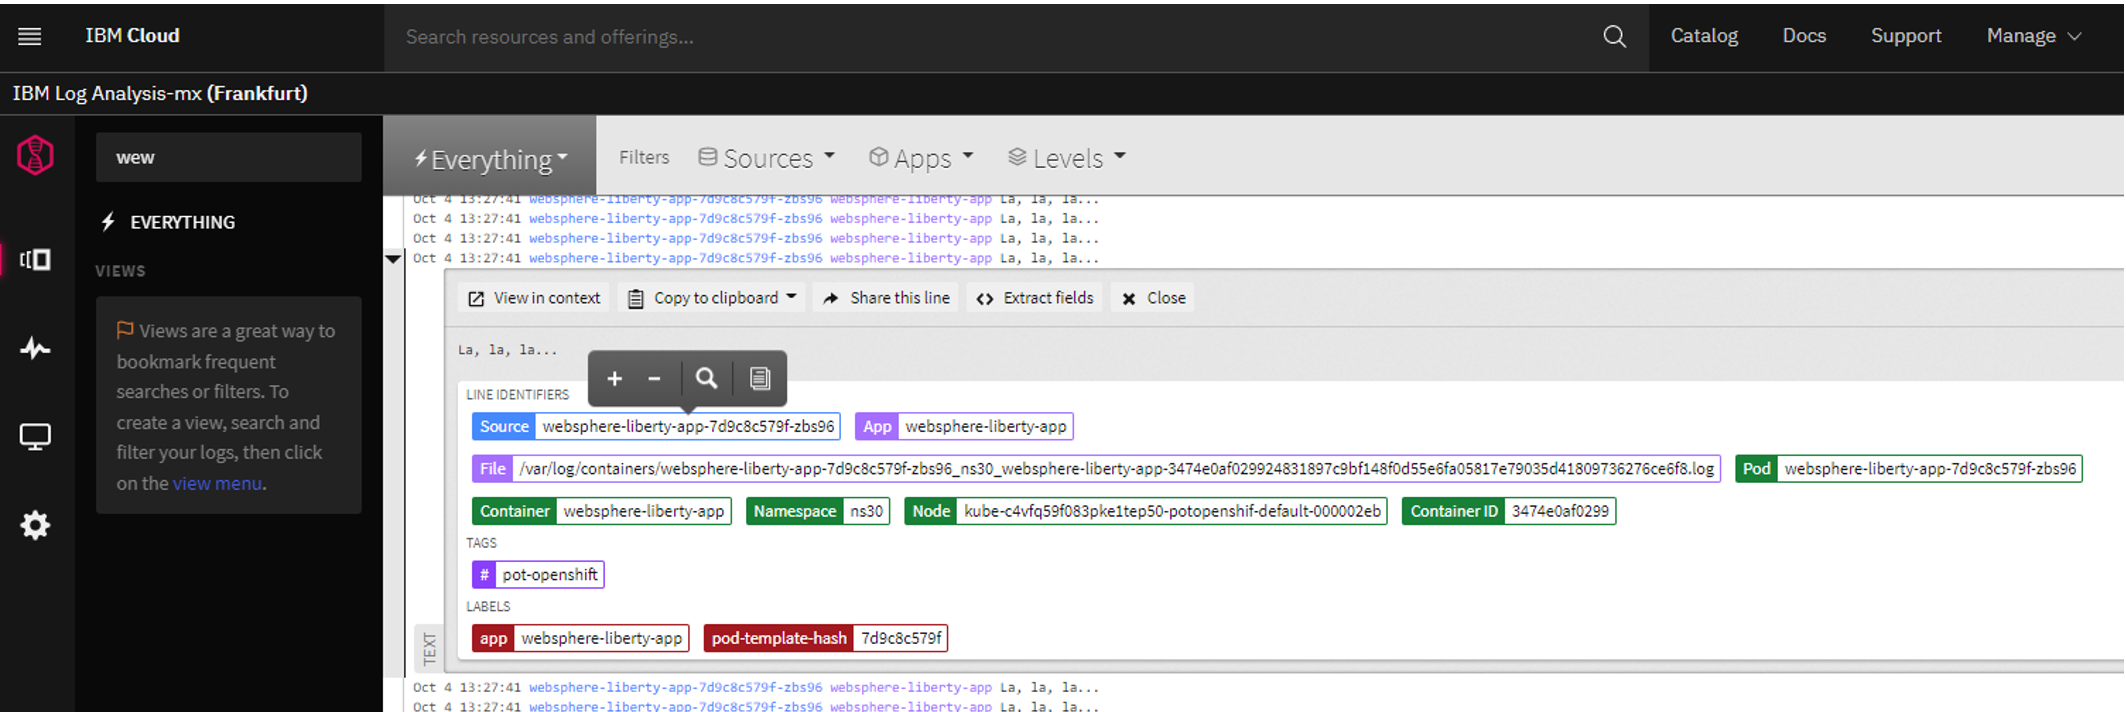 IBM Cloud
Search resources and offerings...
Catalog Docs Support Manage
IBM Log Analysis-mx (Frankfurt)
wew
EVERYTHING
VIEWS
Views are a great way to
bookmark frequent
searches or filters. To
create a view, search and
filter your logs, then click
on the view menu.
Everything Filters Sources Apps Levels
Oct 4 13:27:41 websphere-liberty-app-7d9c8c579f-zbs96 websphere-liberty-app La, la, la...
Oct 4 13:27:41 websphere-liberty-app-7d9c8c579f-zbs96 websphere-liberty-app La, la, la...
Oct 4 13:27:41 websphere-liberty-app-7d9c8c579f-zbs96 websphere-liberty-app La, la, la...
Oct 4 13:27:41 websphere-liberty-app-7d9c8c579f-zbs96 websphere-liberty-app La, la, la...
View in context Copy to clipboard Share this line Extract fields Close
La, la, la...
LINE IDENTIFIERS
Source websphere-liberty-app-7d9c8c579f-zbs96 App websphere-liberty-app
File /var/log/containers/websphere-liberty-app-7d9c8c579f-zbs96_ns30_websphere-liberty-app-3474e0af029924831897c9bf148f0d55e6fa05817e79035d41809736276ce6f8.log Pod websphere-liberty-app-7d9c8c579f-zbs96
Container websphere-liberty-app Namespace ns30 Node kube-c4vfq59f083pke1tep50-potopenshif-default-000002eb Container ID 3474e0af0299
TAGS
# pot-openshift
LABELS
app websphere-liberty-app pod-template-hash 7d9c8c579f
TEXT
Oct 4 13:27:41 websphere-liberty-app-7d9c8c579f-zbs96 websphere-liberty-app La, la, la...
Oct 4 13:27:41 websphere-liberty-app-7d9c8c579f-zbs96 websphere-liberty-app La, la, la...